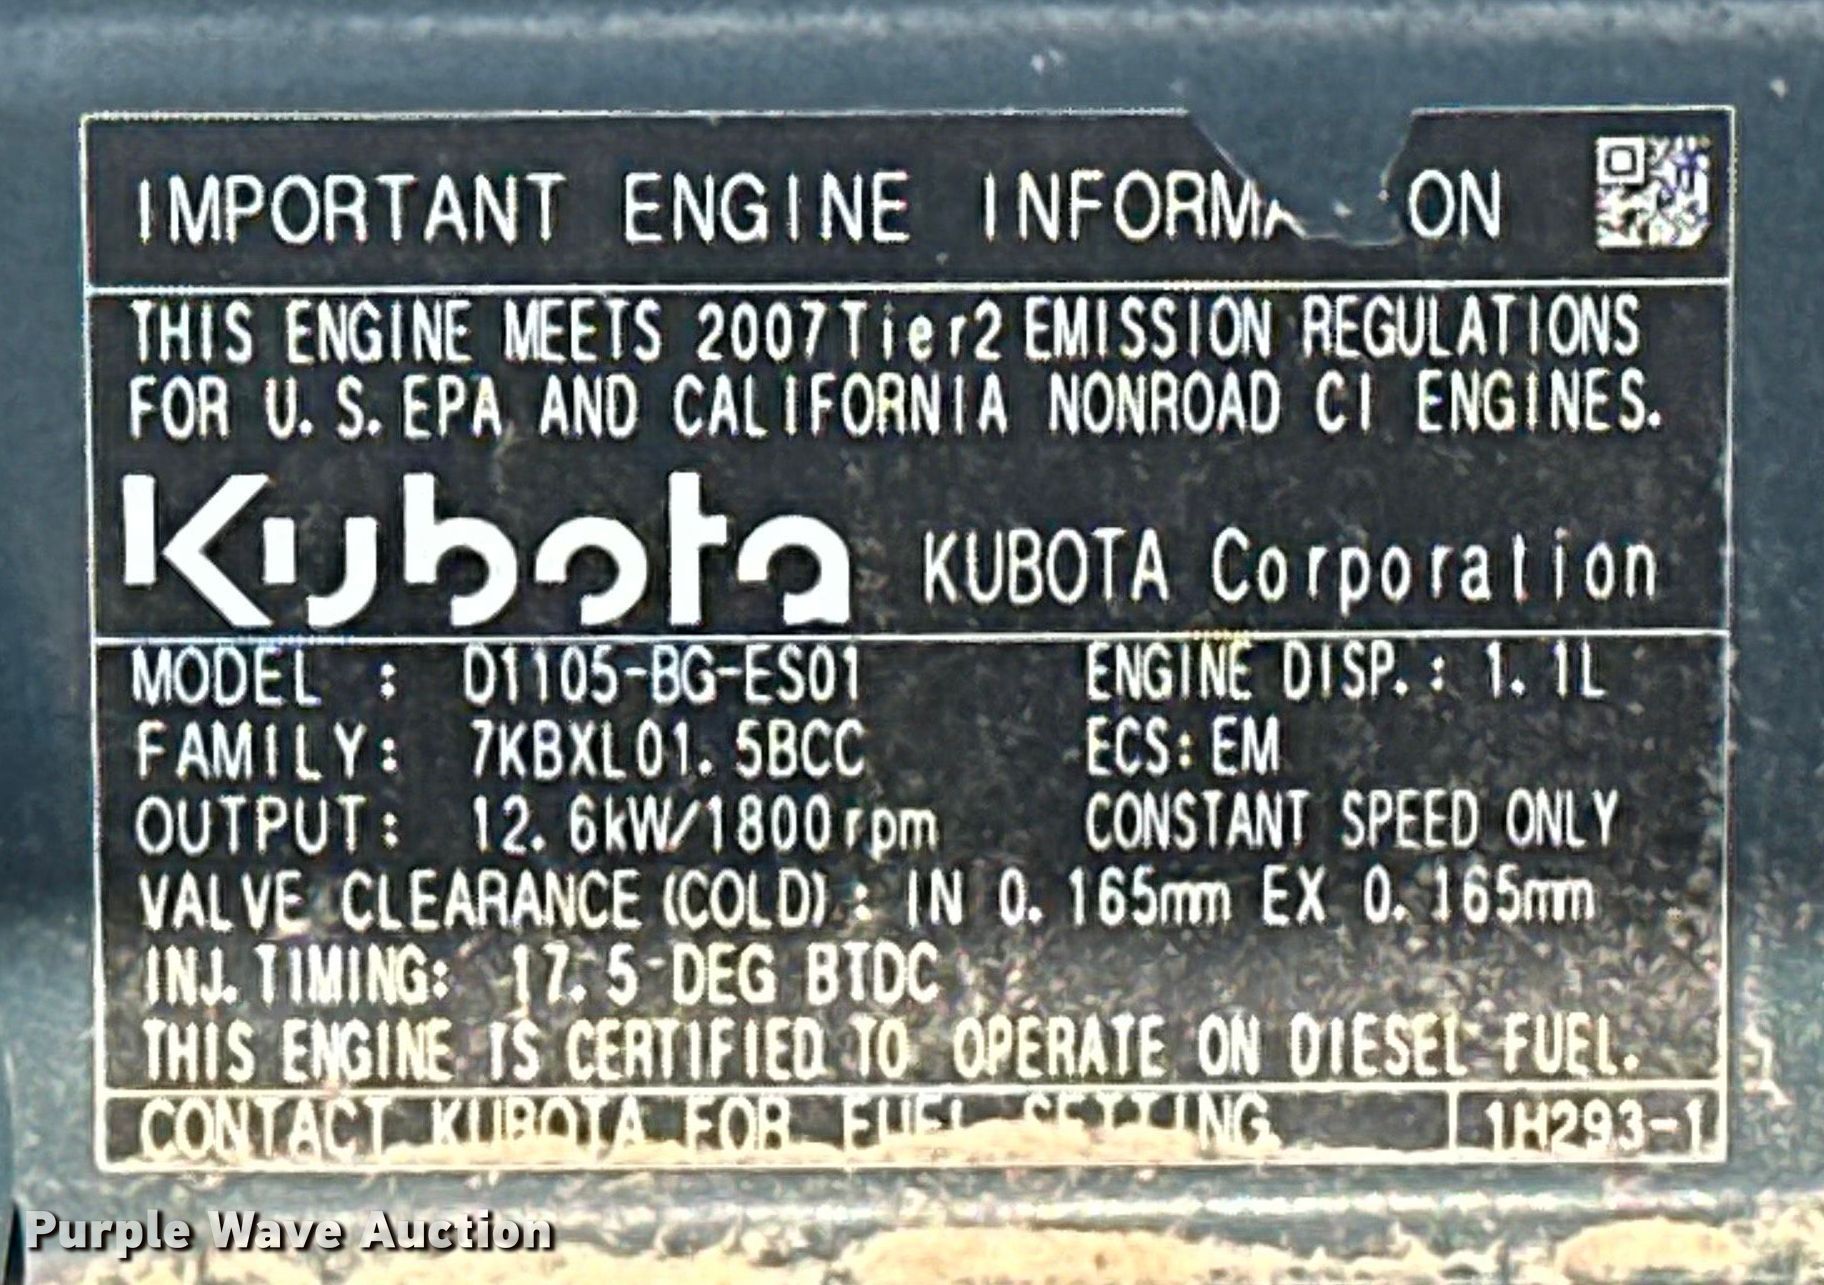 IMPORTANT ENGINE INFORMA ON
THIS ENGINE MEETS 2007 Tier2 EMISSION REGULATIONS
FOR U.S. EPA AND CALIFORNIA NONROAD CI ENGINES.
Kubota KUBOTA Corporation
MODEL : D1105-BG-ES01 ENGINE DISP. : 1.1L
FAMILY: 7KBXL01.5BCC ECS: EM
OUTPUT: 12.6kW/1800rpm CONSTANT SPEED ONLY
VALVE CLEARANCE (COLD) : IN 0.165mm EX 0.165mm
INJ. TIMING: 17.5 DEG BTDC
THIS ENGINE IS CERTIFIED TO OPERATE ON DIESEL FUEL.
CONTACT KUBOTA FOR FUEL SETTING. 1H293-1
Purple Wave Auction